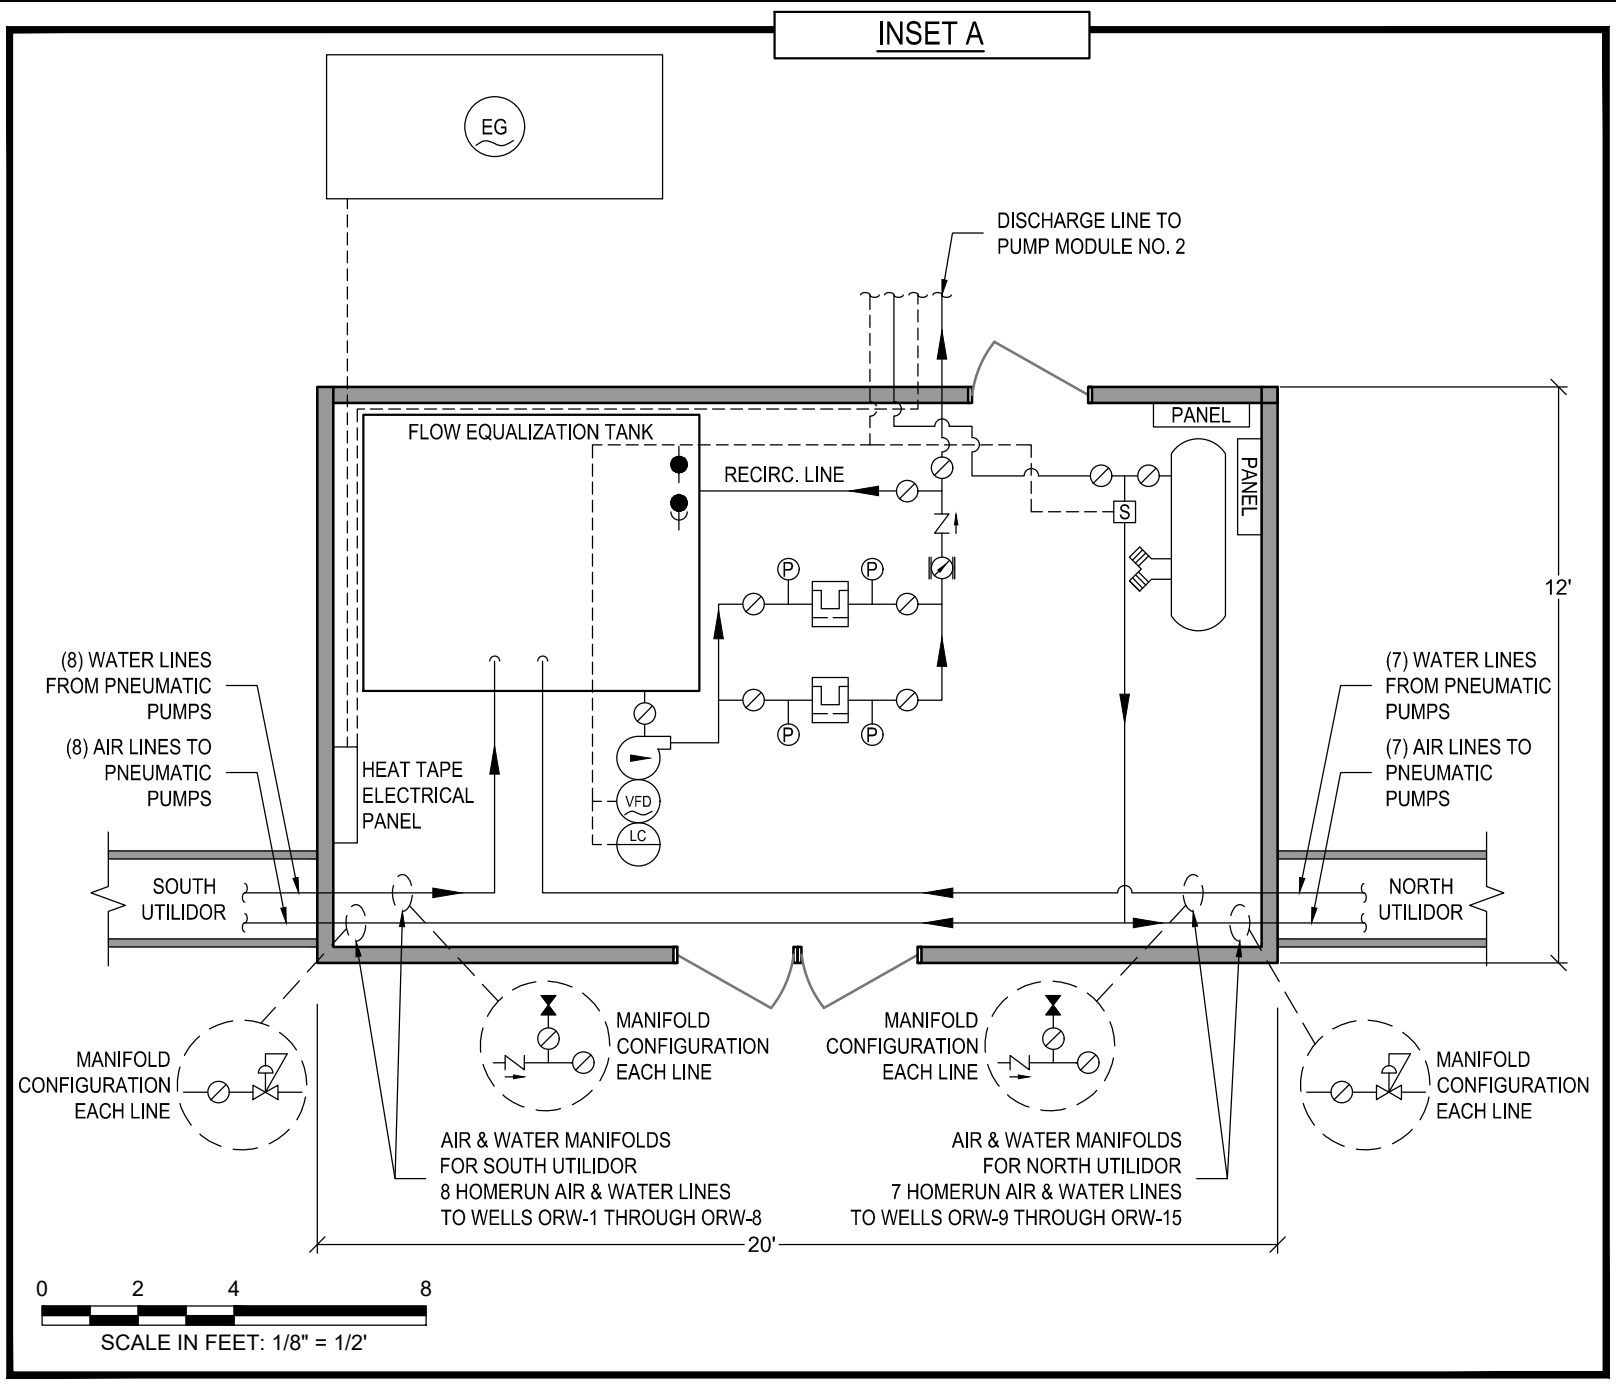 INSET A
EG
DISCHARGE LINE TO
PUMP MODULE NO. 2
PANEL
FLOW EQUALIZATION TANK
RECIRC. LINE
PANEL
S
P
P
12'
(8) WATER LINES
FROM PNEUMATIC
PUMPS
(7) WATER LINES
FROM PNEUMATIC
PUMPS
P
P
(8) AIR LINES TO
PNEUMATIC
PUMPS
(7) AIR LINES TO
PNEUMATIC
PUMPS
HEAT TAPE
ELECTRICAL
PANEL
VFD
LC
SOUTH
UTILIDOR
NORTH
UTILIDOR
MANIFOLD
CONFIGURATION
EACH LINE
MANIFOLD
CONFIGURATION
EACH LINE
MANIFOLD
CONFIGURATION
EACH LINE
MANIFOLD
CONFIGURATION
EACH LINE
AIR & WATER MANIFOLDS
FOR SOUTH UTILIDOR
8 HOMERUN AIR & WATER LINES
TO WELLS ORW-1 THROUGH ORW-8
AIR & WATER MANIFOLDS
FOR NORTH UTILIDOR
7 HOMERUN AIR & WATER LINES
TO WELLS ORW-9 THROUGH ORW-15
20'
0 2 4 8
SCALE IN FEET: 1/8" = 1/2'